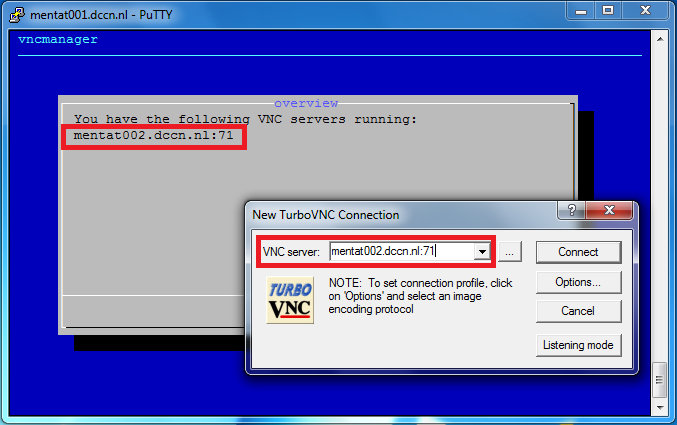 mentat001.dccn.nl - PuTTY
vncmanager
overview
You have the following VNC servers running:
mentat002.dccn.nl:71
New TurboVNC Connection
VNC server:
mentat002.dccn.nl:71
...
Connect
TURBO
VNC
NOTE: To set connection profile, click
on 'Options' and select an image
encoding protocol
Options...
Cancel
Listening mode